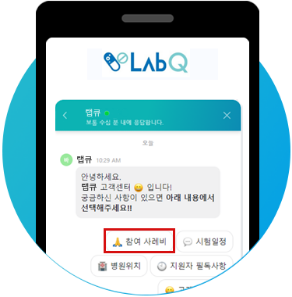 LabQ
랩큐
보통 수십 분 내에 응답합니다.
오늘
랩큐 10:29 AM
안녕하세요.
랩큐 고객센터 😄 입니다!
궁금하신 사항이 있으면 아래 내용에서
선택해주세요!!
🙏 참여 사례비
💬 시험일정
🏥 병원위치
지원자 필독사항